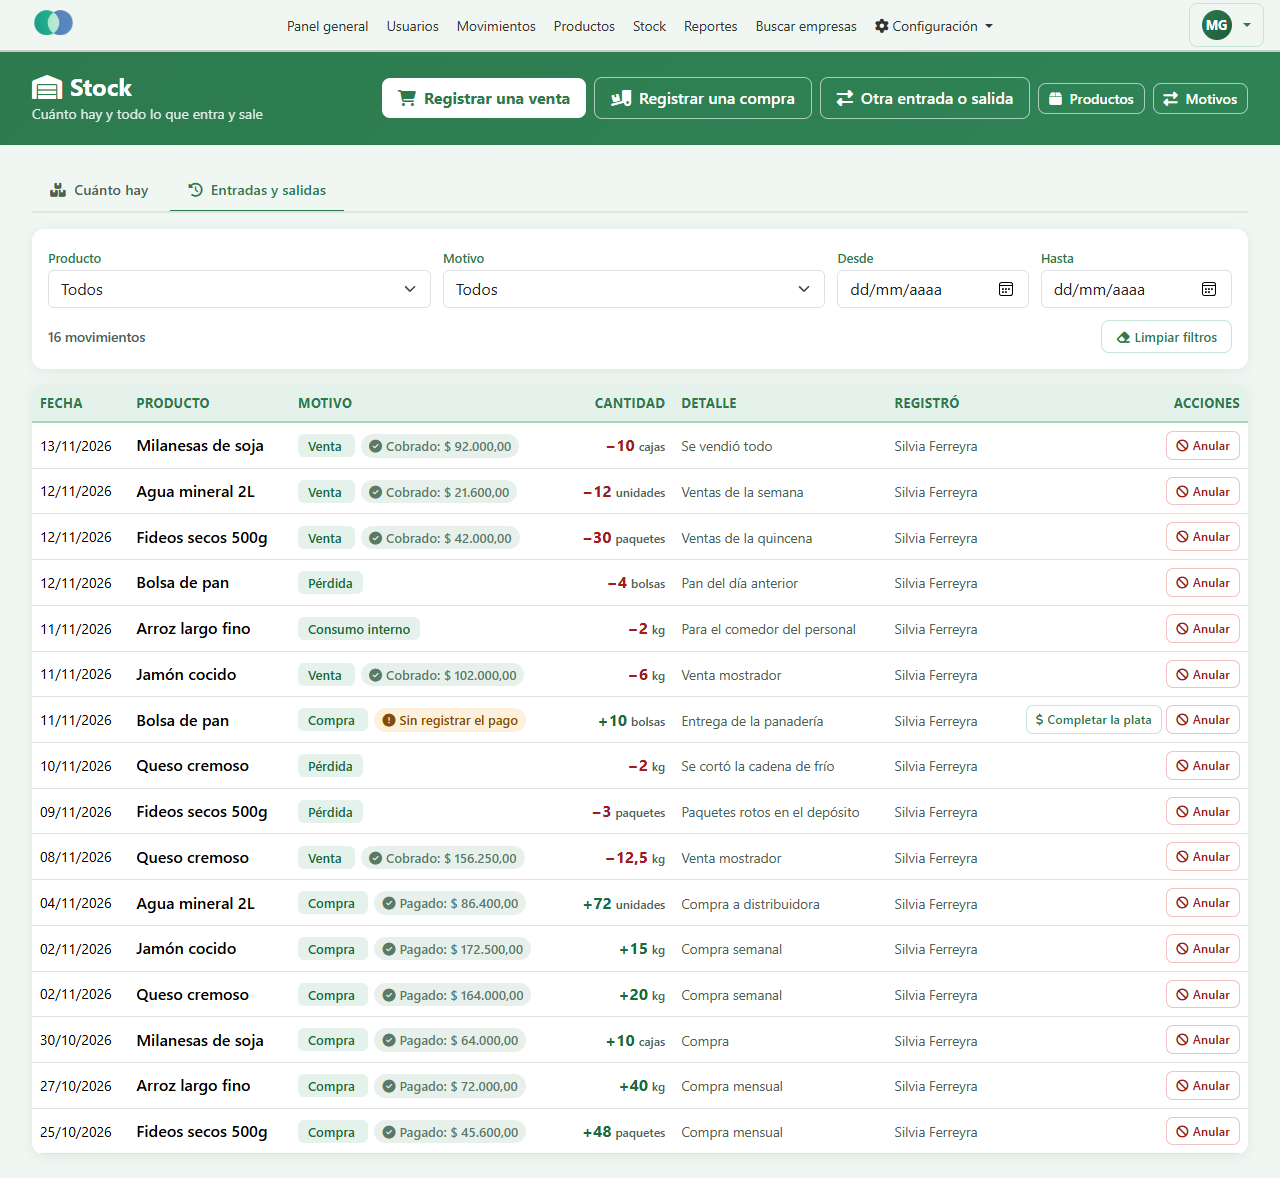 Panel general Usuarios Movimientos Productos Stock Reportes Buscar empresas Configuración MG
Stock
Cuánto hay y todo lo que entra y sale
Registrar una venta Registrar una compra Otra entrada o salida Productos Motivos
Cuánto hay Entradas y salidas
Producto Motivo Desde Hasta
Todos Todos dd/mm/aaaa dd/mm/aaaa
16 movimientos Limpiar filtros
FECHA PRODUCTO MOTIVO CANTIDAD DETALLE REGISTRÓ ACCIONES
13/11/2026 Milanesas de soja Venta Cobrado: $ 92.000,00 −10 cajas Se vendió todo Silvia Ferreyra Anular
12/11/2026 Agua mineral 2L Venta Cobrado: $ 21.600,00 −12 unidades Ventas de la semana Silvia Ferreyra Anular
12/11/2026 Fideos secos 500g Venta Cobrado: $ 42.000,00 −30 paquetes Ventas de la quincena Silvia Ferreyra Anular
12/11/2026 Bolsa de pan Pérdida −4 bolsas Pan del día anterior Silvia Ferreyra Anular
11/11/2026 Arroz largo fino Consumo interno −2 kg Para el comedor del personal Silvia Ferreyra Anular
11/11/2026 Jamón cocido Venta Cobrado: $ 102.000,00 −6 kg Venta mostrador Silvia Ferreyra Anular
11/11/2026 Bolsa de pan Compra Sin registrar el pago +10 bolsas Entrega de la panadería Silvia Ferreyra $ Completar la plata Anular
10/11/2026 Queso cremoso Pérdida −2 kg Se cortó la cadena de frío Silvia Ferreyra Anular
09/11/2026 Fideos secos 500g Pérdida −3 paquetes Paquetes rotos en el depósito Silvia Ferreyra Anular
08/11/2026 Queso cremoso Venta Cobrado: $ 156.250,00 −12,5 kg Venta mostrador Silvia Ferreyra Anular
04/11/2026 Agua mineral 2L Compra Pagado: $ 86.400,00 +72 unidades Compra a distribuidora Silvia Ferreyra Anular
02/11/2026 Jamón cocido Compra Pagado: $ 172.500,00 +15 kg Compra semanal Silvia Ferreyra Anular
02/11/2026 Queso cremoso Compra Pagado: $ 164.000,00 +20 kg Compra semanal Silvia Ferreyra Anular
30/10/2026 Milanesas de soja Compra Pagado: $ 64.000,00 +10 cajas Compra Silvia Ferreyra Anular
27/10/2026 Arroz largo fino Compra Pagado: $ 72.000,00 +40 kg Compra mensual Silvia Ferreyra Anular
25/10/2026 Fideos secos 500g Compra Pagado: $ 45.600,00 +48 paquetes Compra mensual Silvia Ferreyra Anular